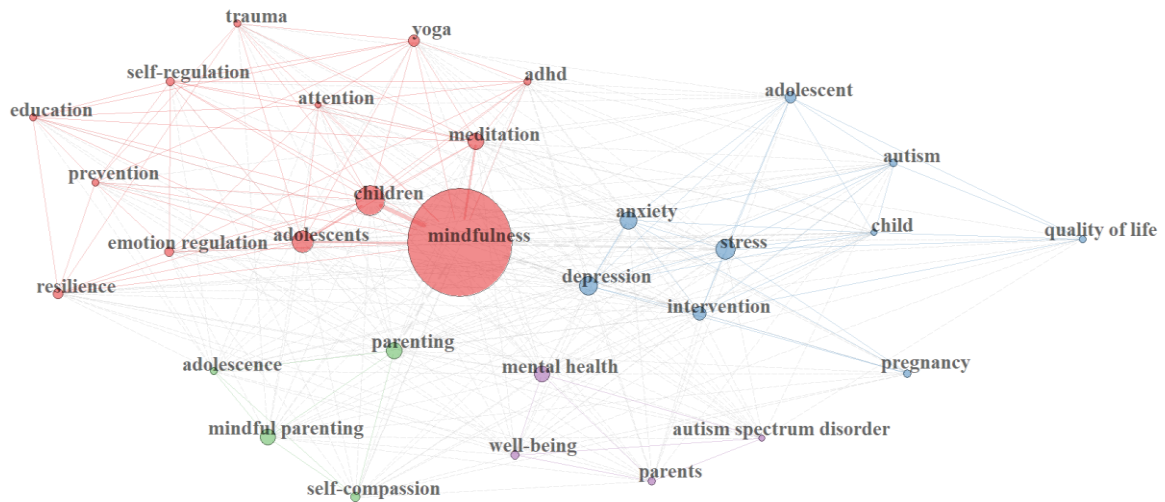 trauma
yoga
self-regulation
adhd
attention
adolescent
education
meditation
autism
prevention
children
anxiety
child
mindfulness
adolescents
quality of life
emotion regulation
stress
depression
resilience
intervention
parenting
adolescence
mental health
pregnancy
mindful parenting
autism spectrum disorder
well-being
parents
self-compassion